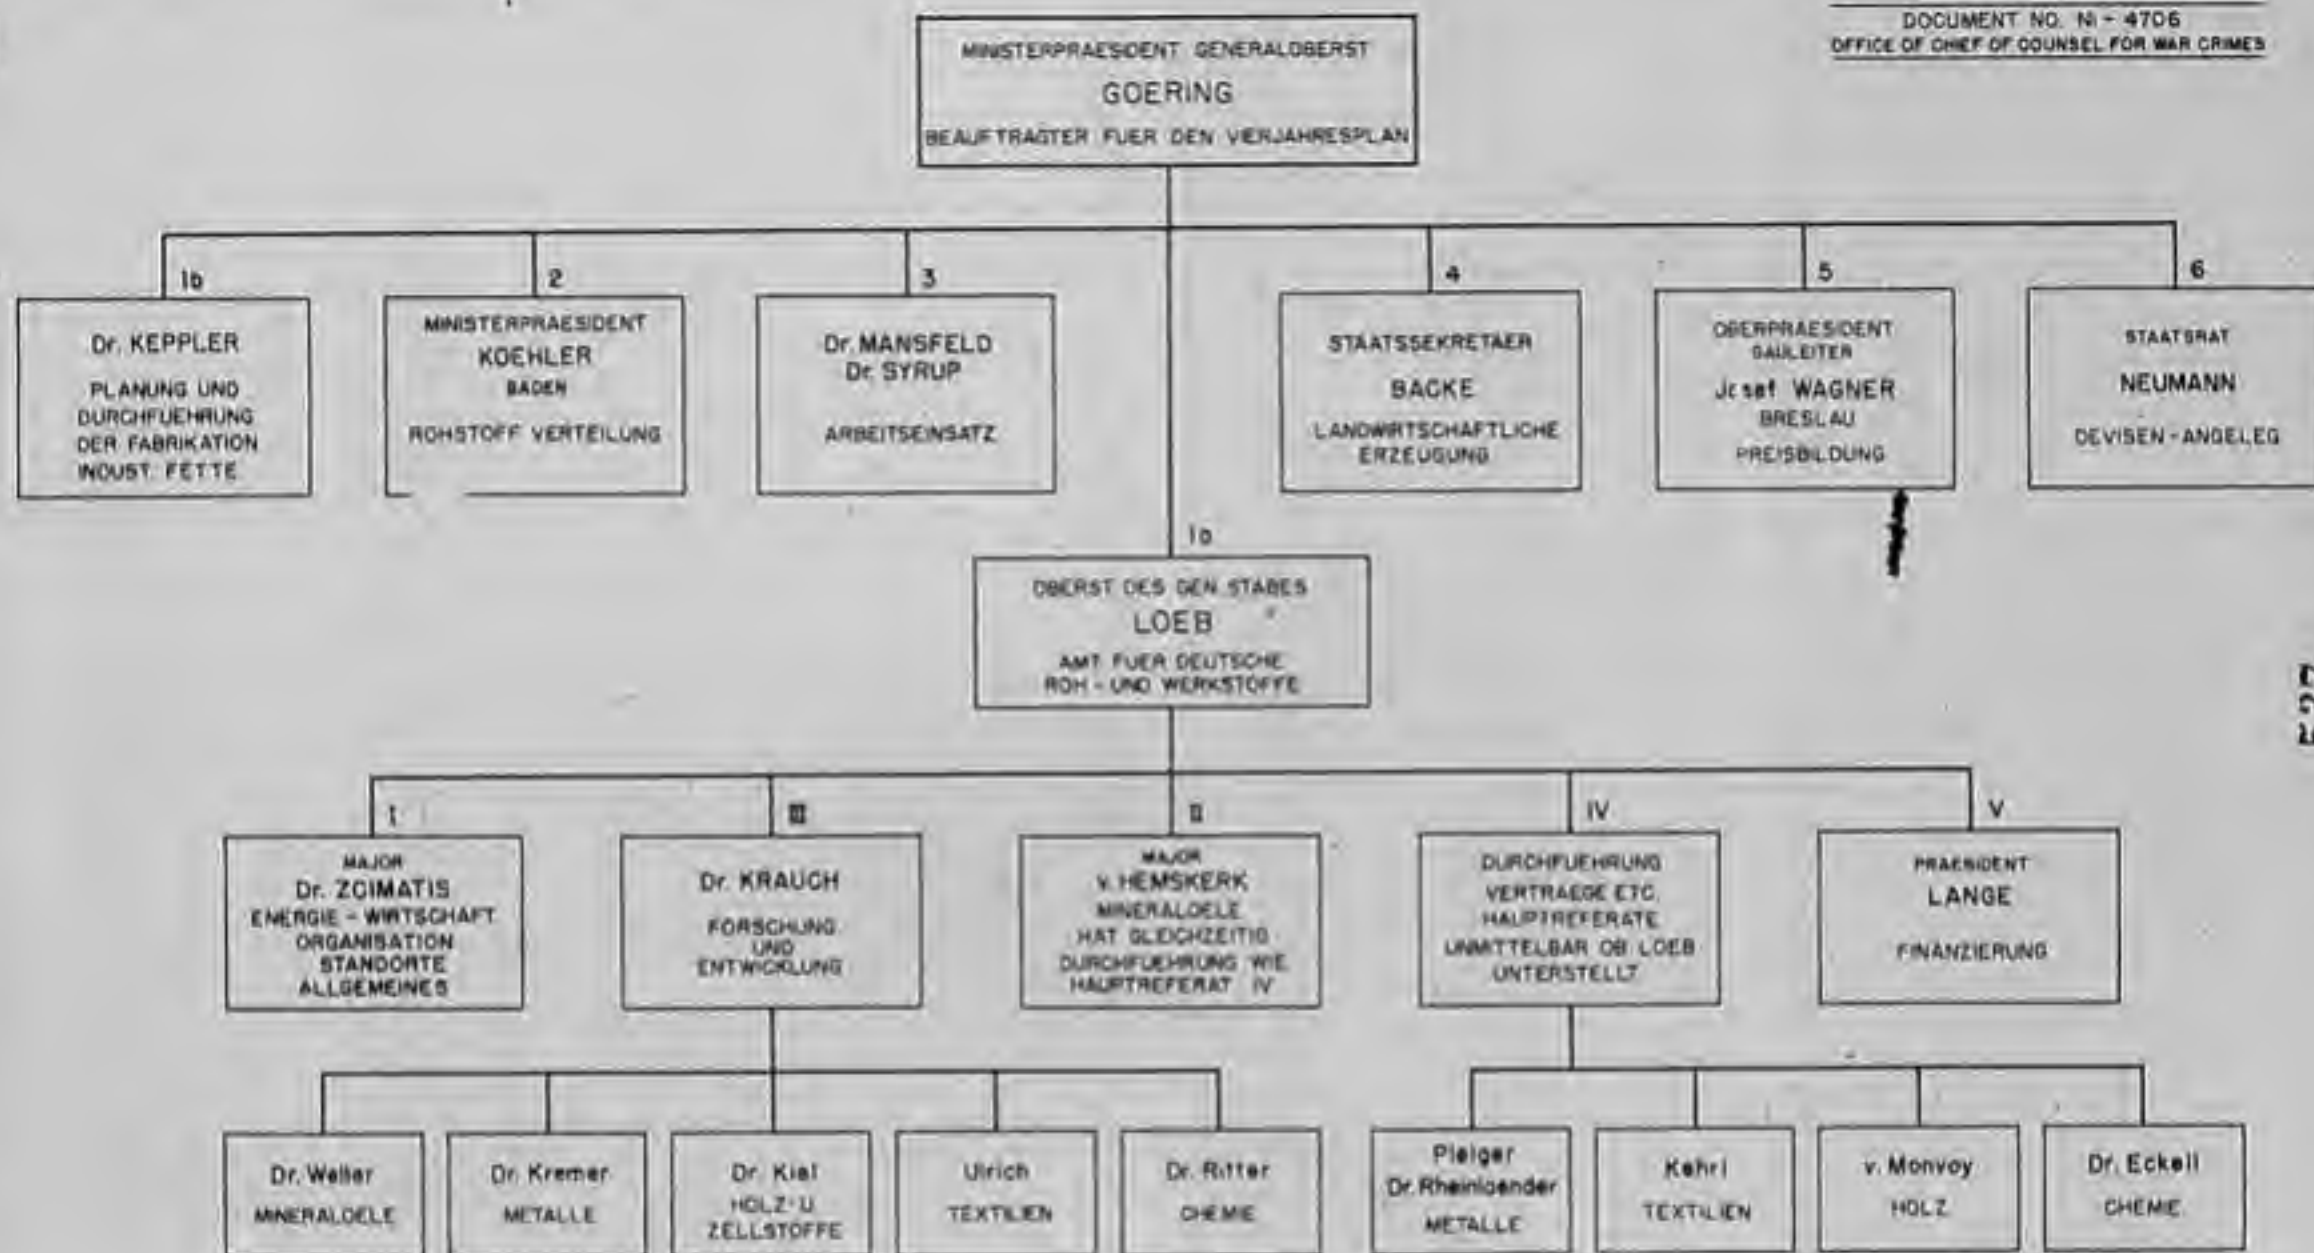 DOCUMENT NO. NI - 4706
OFFICE OF CHIEF OF COUNSEL FOR WAR CRIMES
MINISTERPRAESIDENT GENERALOBERST
GOERING
BEAUFTRAGTER FUER DEN VIERJAHRESPLAN
1b
Dr. KEPPLER
PLANUNG UND
DURCHFUEHRUNG
DER FABRIKATION
INDUST. FETTE
2
MINISTERPRAESIDENT
KOEHLER
BADEN
ROHSTOFF VERTEILUNG
3
Dr. MANSFELD
Dr. SYRUP
ARBEITSEINSATZ
4
STAATSSEKRETAER
BACKE
LANDWIRTSCHAFTLICHE
ERZEUGUNG
5
OBERPRAESIDENT
GAULEITER
Josef WAGNER
BRESLAU
PREISBILDUNG
6
STAATSRAT
NEUMANN
DEVISEN - ANGELEG
1a
OBERST DES GEN. STABES
LOEB
AMT FUER DEUTSCHE
ROH - UND WERKSTOFFE
I
MAJOR
Dr. ZCIMATIS
ENERGIE - WIRTSCHAFT
ORGANISATION
STANDORTE
ALLGEMEINES
III
Dr. KRAUCH
FORSCHUNG
UND
ENTWICKLUNG
II
MAJOR
v. HEMSKERK
MINERALOELE
HAT GLEICHZEITIG
DURCHFUEHRUNG WIE
HAUPTREFERAT IV
IV
DURCHFUEHRUNG
VERTRAEGE ETC.
HAUPTREFERATE
UNMITTELBAR OB LOEB
UNTERSTELLT
V
PRAESIDENT
LANGE
FINANZIERUNG
Dr. Weller
MINERALOELE
Dr. Kremer
METALLE
Dr. Kiel
HOLZ- U
ZELLSTOFFE
Ulrich
TEXTILIEN
Dr. Ritter
CHEMIE
Pleiger
Dr. Rheinlaender
METALLE
Kehrl
TEXTILIEN
v. Monvoy
HOLZ
Dr. Eckell
CHEMIE